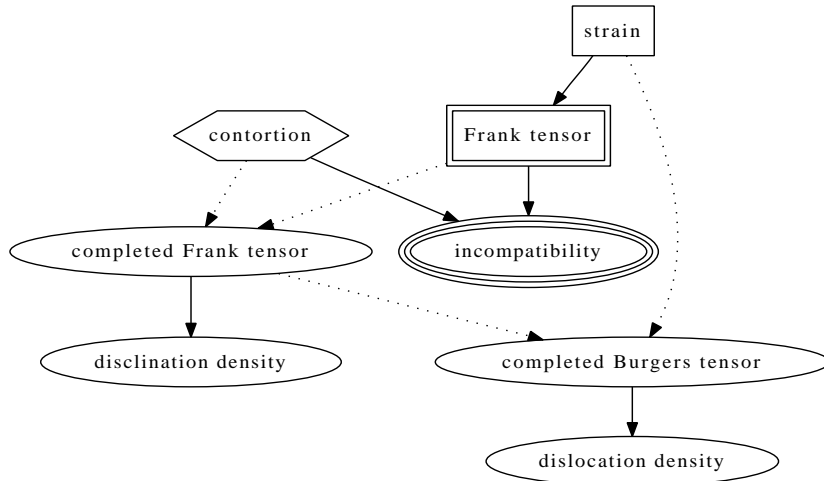 strain
contortion
Frank tensor
completed Frank tensor
incompatibility
disclination density
completed Burgers tensor
dislocation density